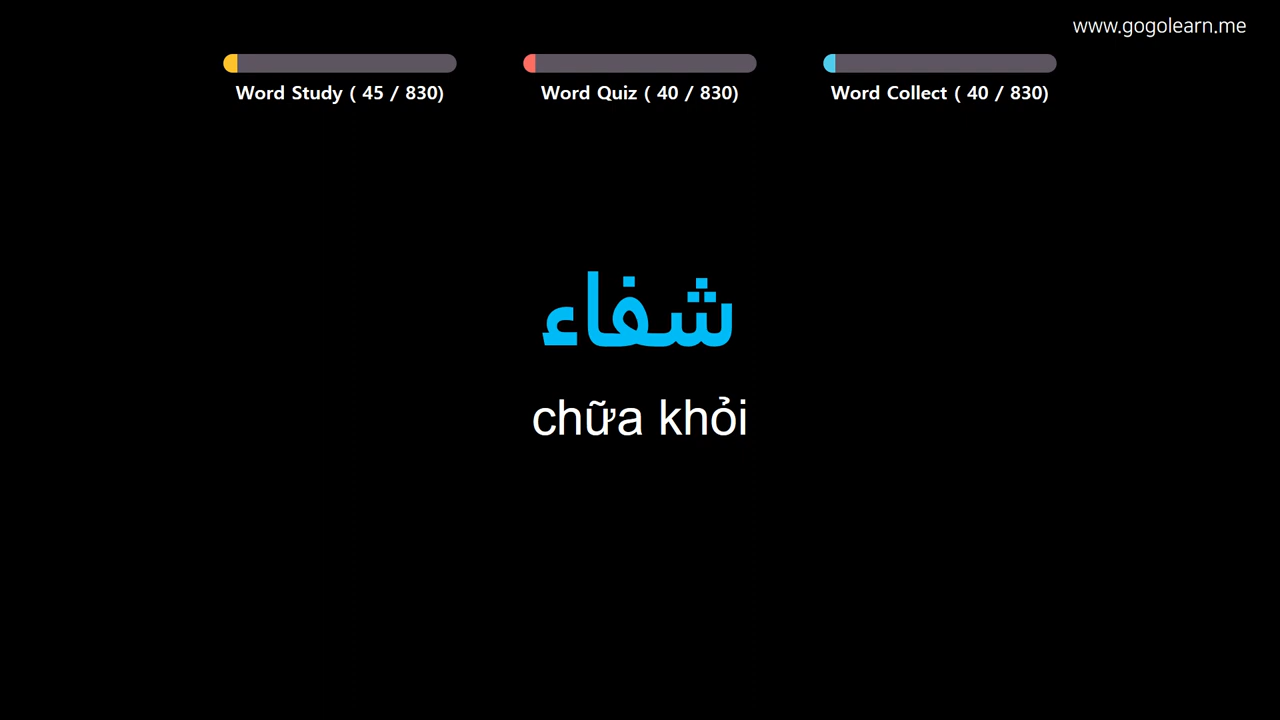 www.gogolearn.me
Word Study ( 45 / 830)
Word Quiz ( 40 / 830)
Word Collect ( 40 / 830)
شفاء
chữa khỏi